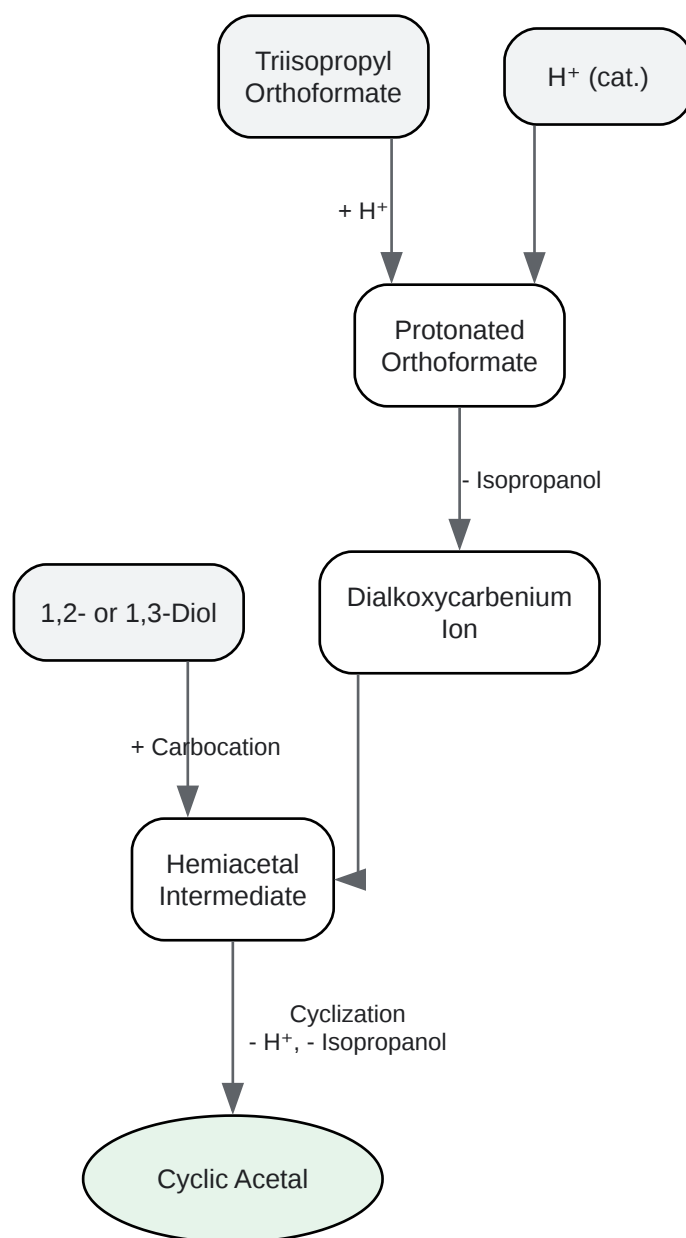 Triisopropyl
Orthoformate
H⁺ (cat.)
+ H⁺
Protonated
Orthoformate
- Isopropanol
1,2- or 1,3-Diol
Dialkoxycarbenium
Ion
+ Carbocation
Hemiacetal
Intermediate
Cyclization
- H⁺, - Isopropanol
Cyclic Acetal